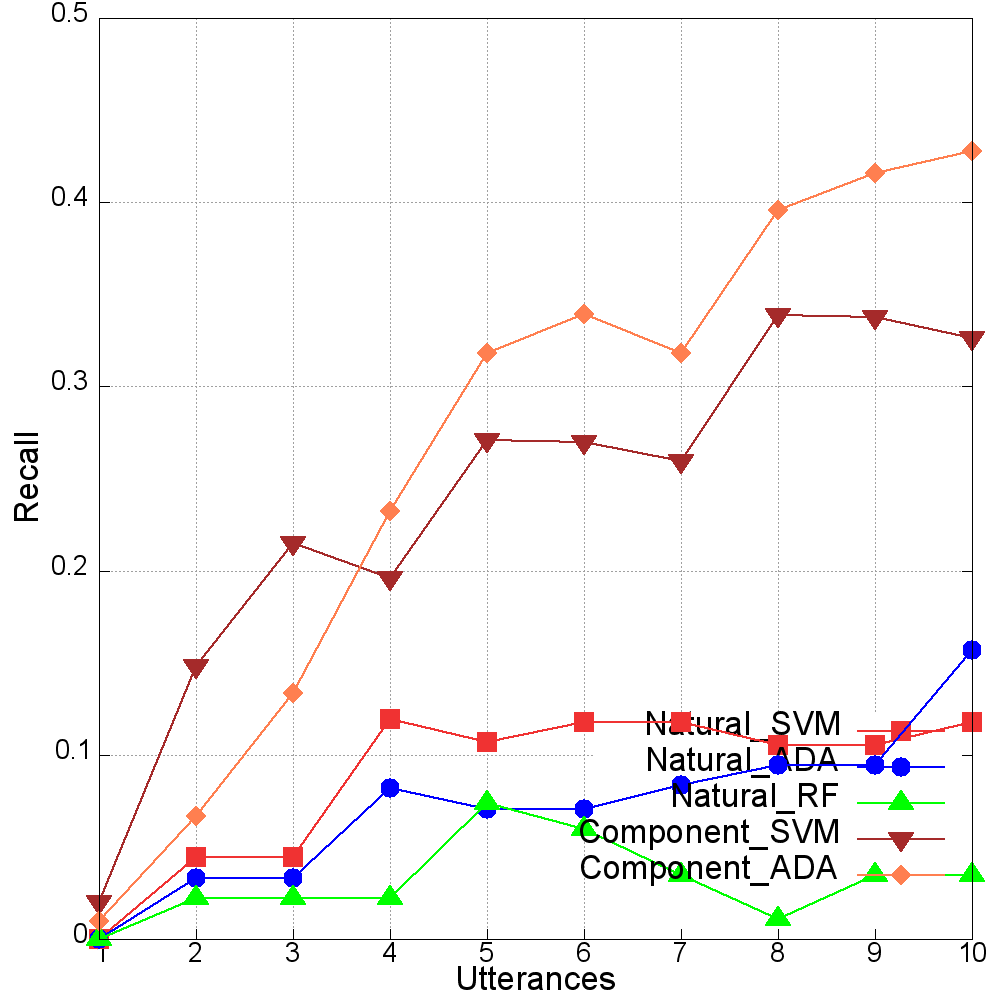 0.5
0.4
0.3
0.2
0.1
0
Recall
Natural_SVM
Natural_ADA
Natural_RF
Component_SVM
Component_ADA
1 2 3 4 5 6 7 8 9 10
Utterances